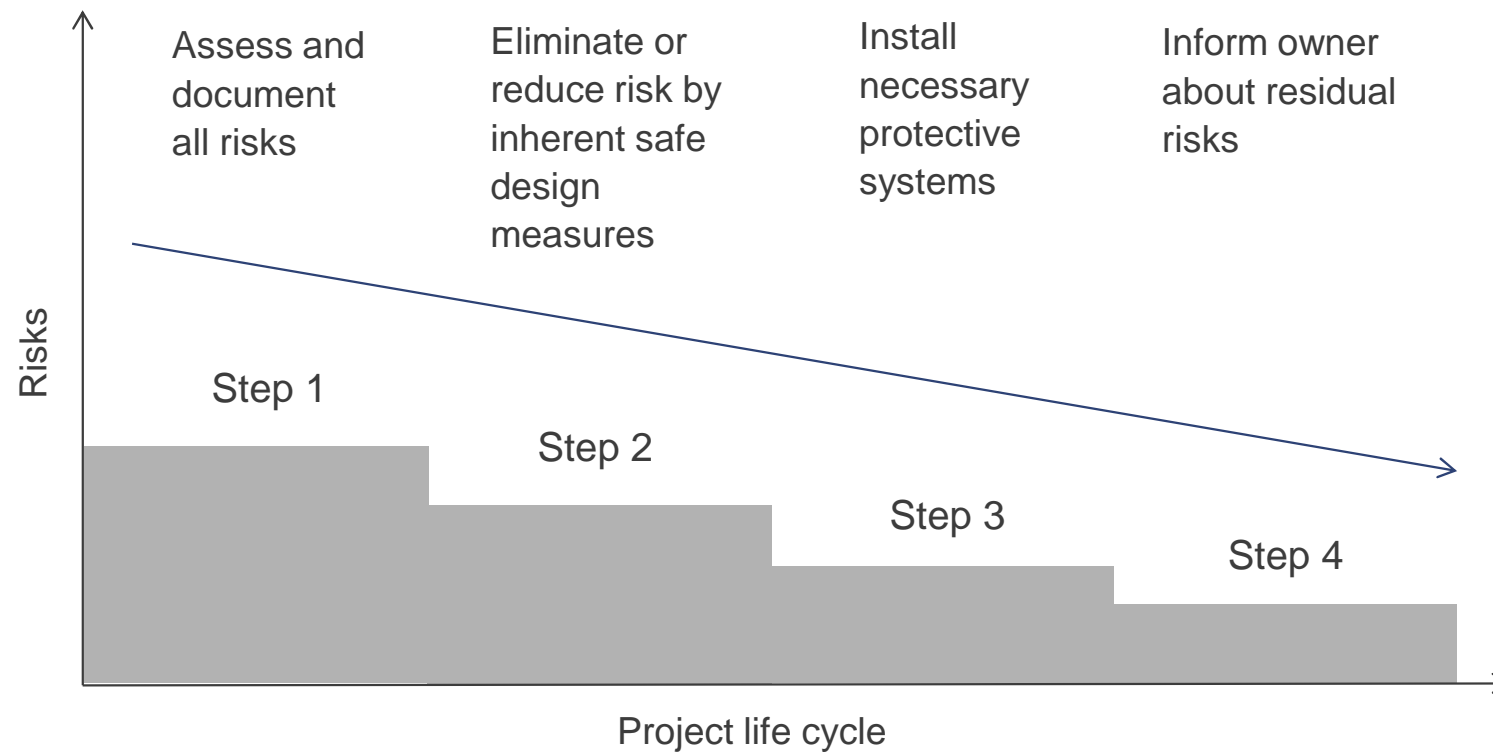 Assess and
document
all risks
Eliminate or
reduce risk by
inherent safe
design
measures
Install
necessary
protective
systems
Inform owner
about residual
risks
Risks
Step 1
Step 2
Step 3
Step 4
Project life cycle